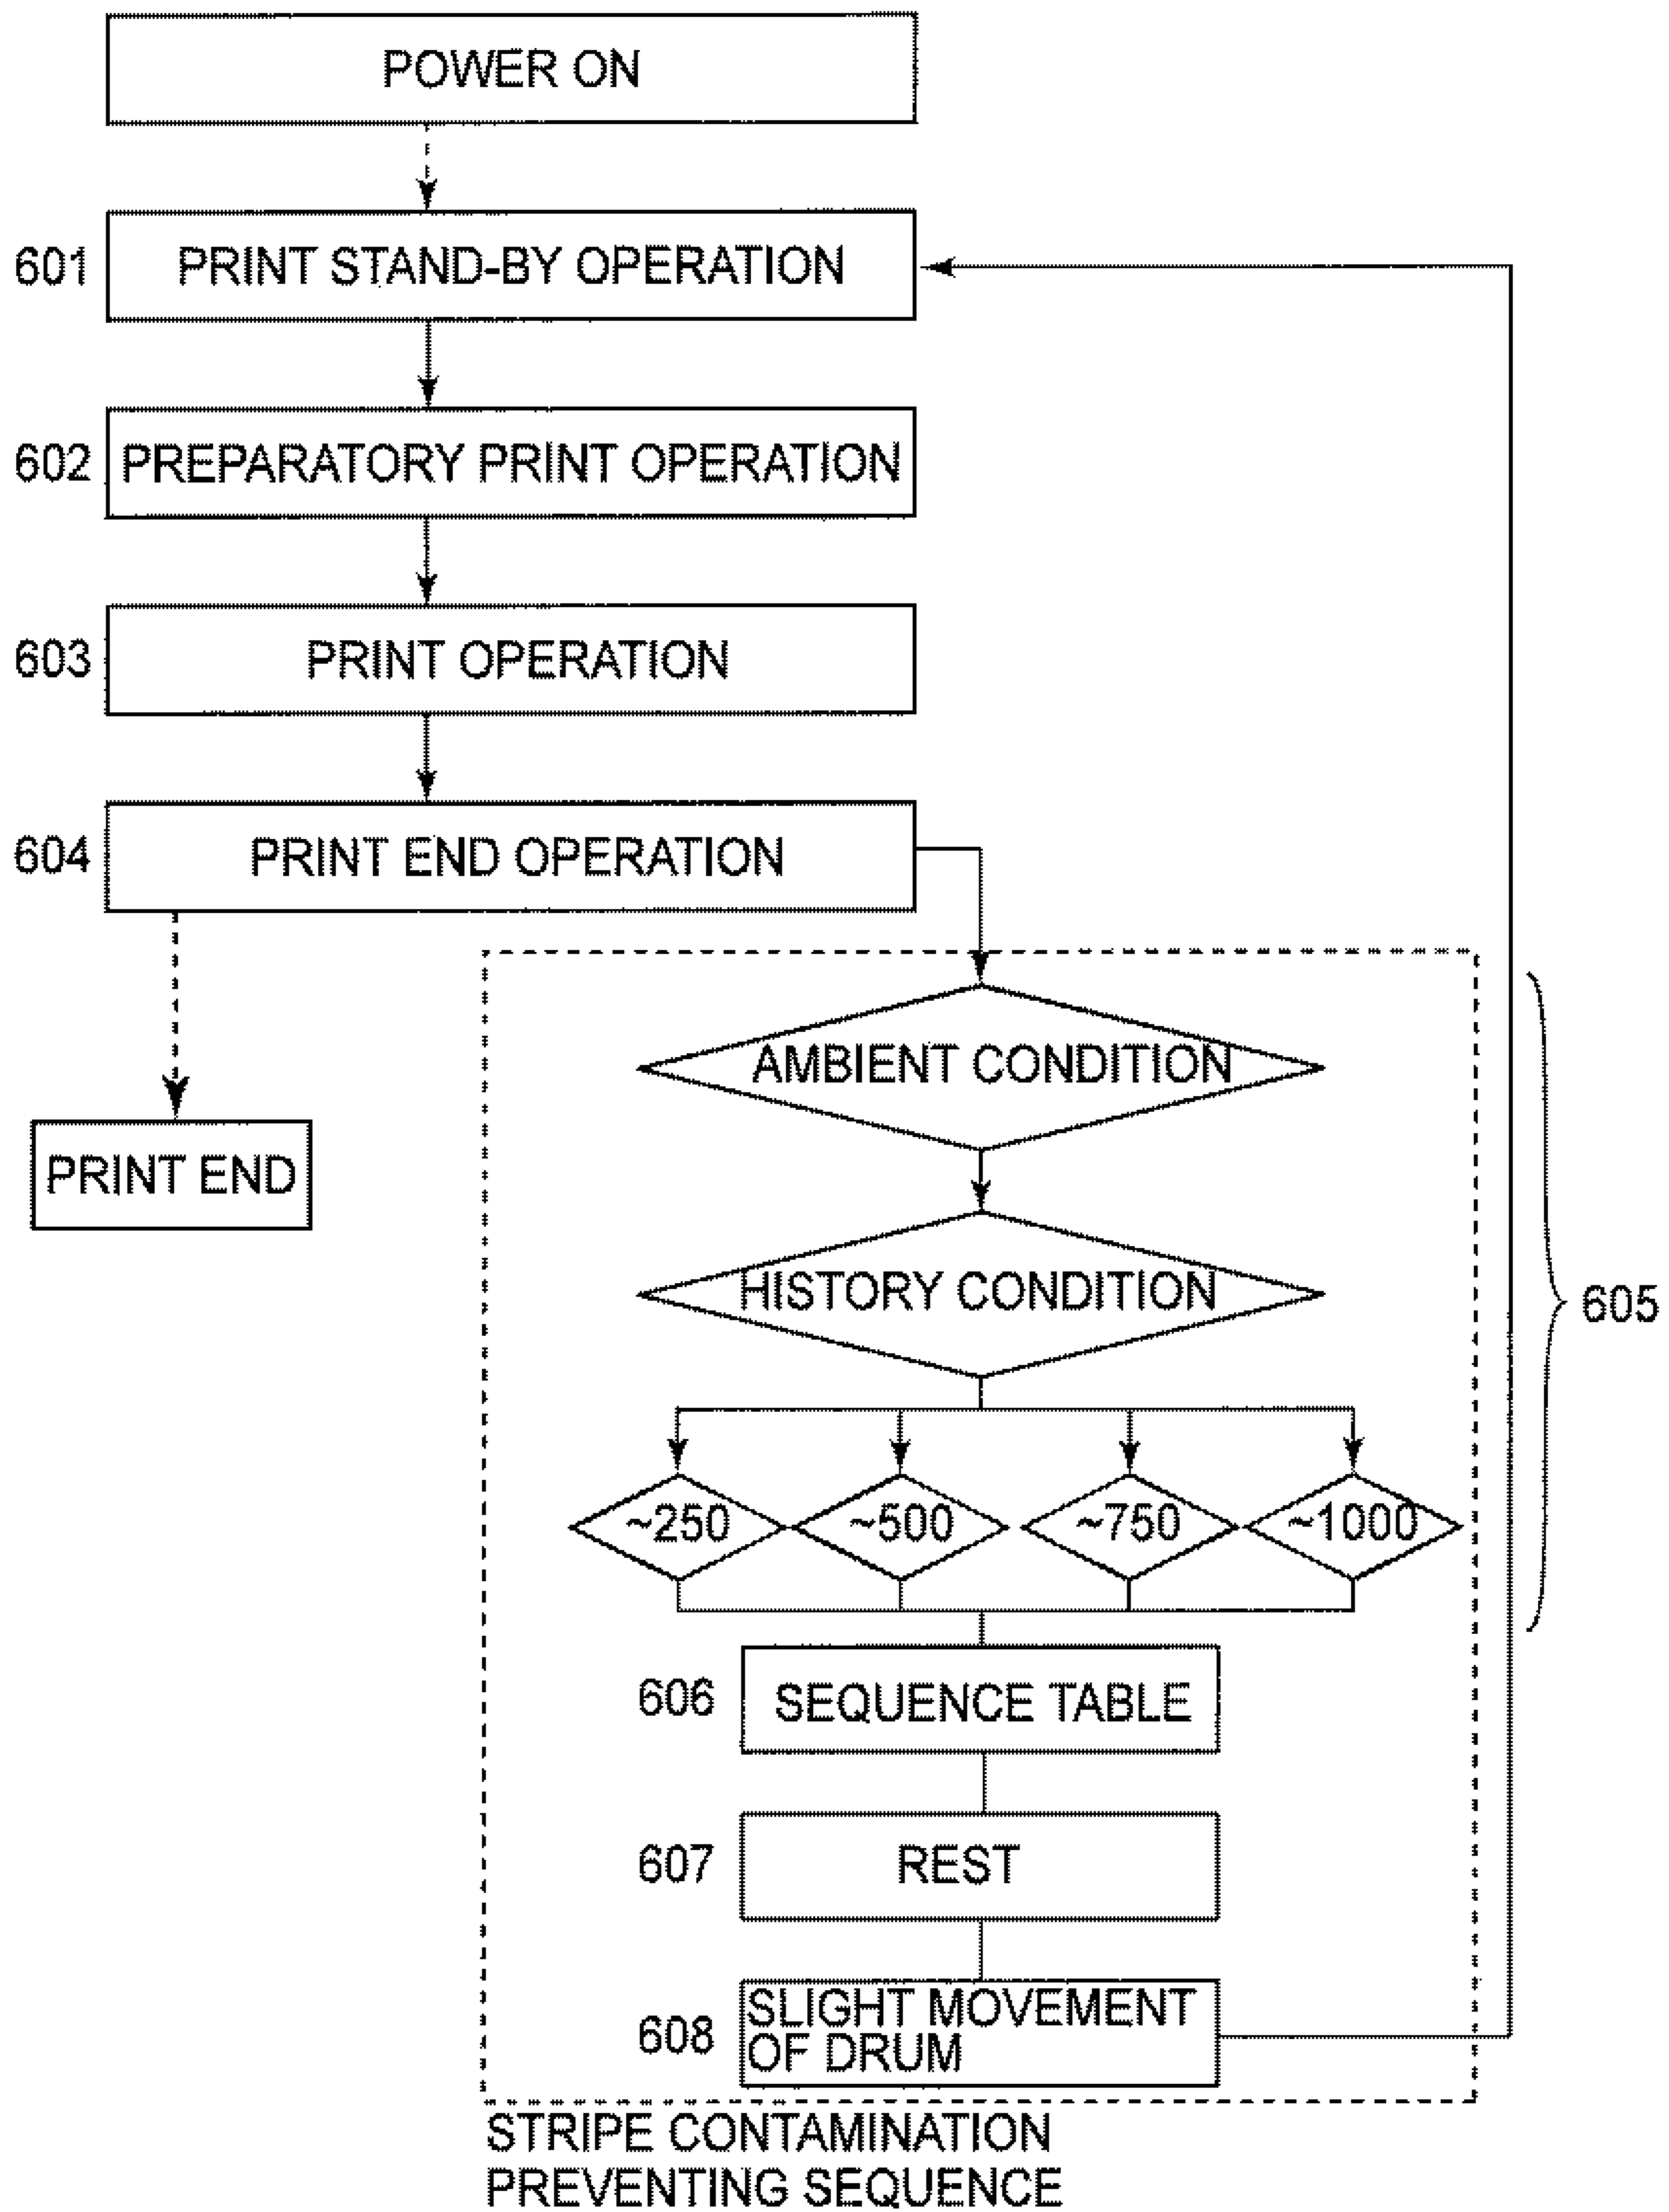 POWER ON
601 PRINT STAND-BY OPERATION
602 PREPARATORY PRINT OPERATION
603 PRINT OPERATION
604 PRINT END OPERATION
PRINT END
AMBIENT CONDITION
HISTORY CONDITION
605
~250 ~500 ~750 ~1000
606 SEQUENCE TABLE
607 REST
608 SLIGHT MOVEMENT
OF DRUM
STRIPE CONTAMINATION
PREVENTING SEQUENCE